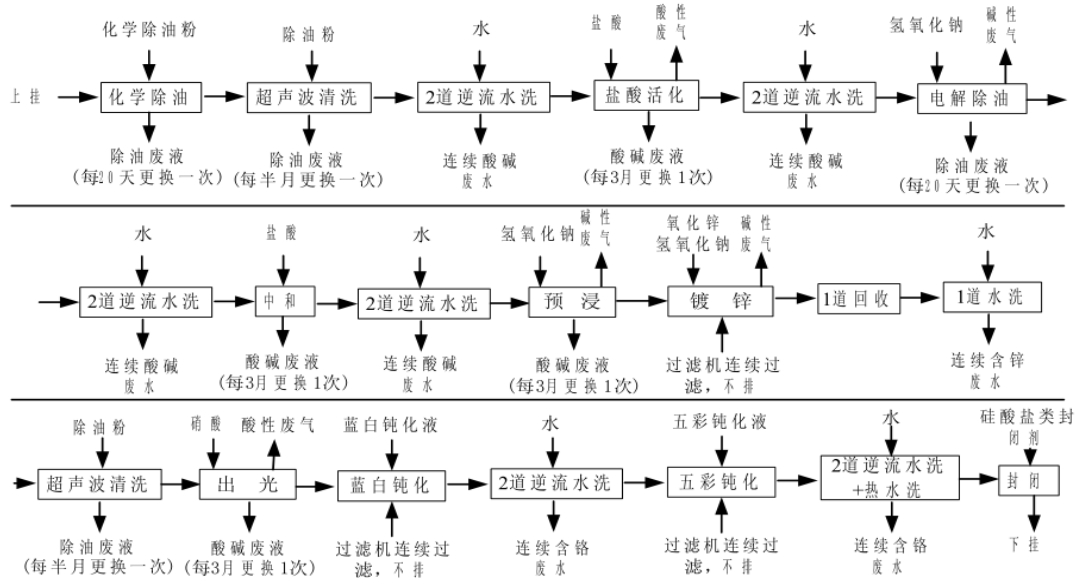 化学除油粉
除油粉
水
盐酸
酸性
废气
水
氢氧化钠
碱性
废气
上挂
化学除油
超声波清洗
2道逆流水洗
盐酸活化
2道逆流水洗
电解除油
除油废液
(每20天更换一次)
除油废液
(每半月更换一次)
连续酸碱
废水
酸碱废液
(每3月更换1次)
连续酸碱
废水
除油废液
(每20天更换一次)
水
盐酸
水
氢氧化钠
碱性
废气
氧化锌
氢氧化钠
碱性
废气
水
2道逆流水洗
中和
2道逆流水洗
预浸
镀锌
1道回收
1道水洗
连续酸碱
废水
酸碱废液
(每3月更换1次)
连续酸碱
废水
酸碱废液
(每3月更换1次)
过滤机连续过
滤，不排
连续含锌
废水
除油粉
硝酸
酸性废气
蓝白钝化液
水
五彩钝化液
水
硅酸盐类封
闭剂
超声波清洗
出光
蓝白钝化
2道逆流水洗
五彩钝化
2道逆流水洗
+热水洗
封闭
除油废液
(每半月更换一次)
酸碱废液
(每3月更换1次)
过滤机连续过
滤，不排
连续含铬
废水
过滤机连续过
滤，不排
连续含铬
废水
下挂